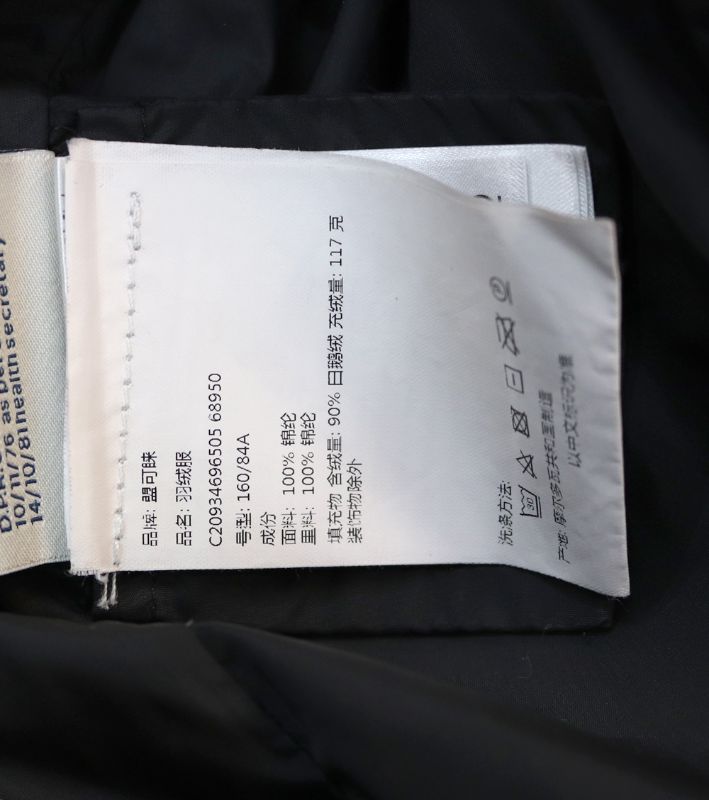 品牌: 盟可睐
品名: 羽绒服
C20934696505 68950
号型: 160/84A
成份
面料: 100% 锦纶
里料: 100% 锦纶
填充物 含绒量: 90% 白鹅绒 充绒量: 117 克
装饰物除外
洗涤方法:
30
产地: 摩尔多瓦共和国制造
以中文标识为准
as per
10/11/76
14/10/81 health secretary